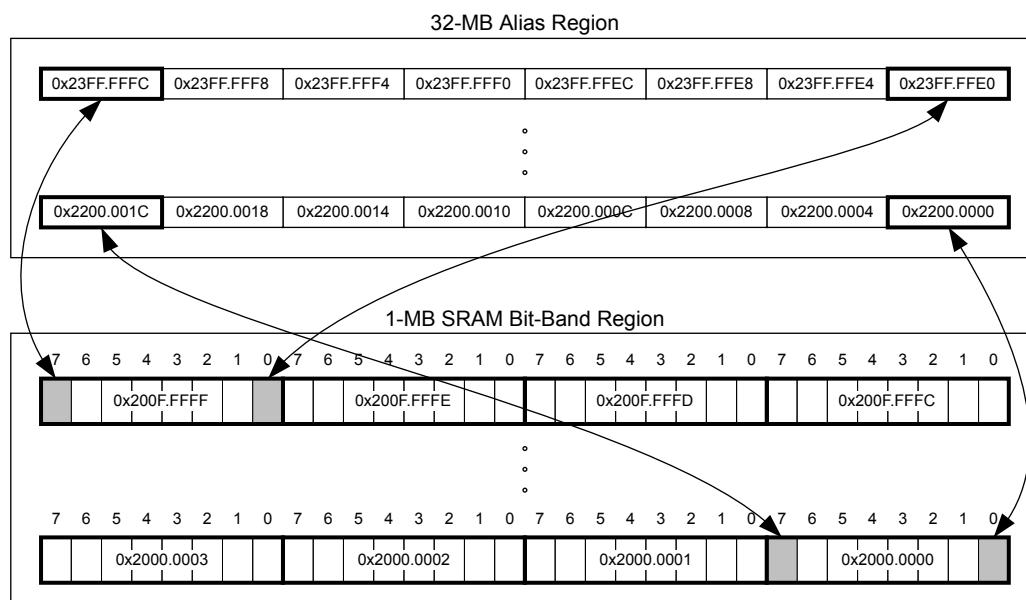 32-MB Alias Region
0x23FF.FFFC 0x23FF.FFF8 0x23FF.FFF4 0x23FF.FFF0 0x23FF.FFEC 0x23FF.FFE8 0x23FF.FFE4 0x23FF.FFE0
0x2200.001C 0x2200.0018 0x2200.0014 0x2200.0010 0x2200.000C 0x2200.0008 0x2200.0004 0x2200.0000
1-MB SRAM Bit-Band Region
7 6 5 4 3 2 1 0 7 6 5 4 3 2 1 0 7 6 5 4 3 2 1 0 7 6 5 4 3 2 1 0
0x200F.FFFF 0x200F.FFFE 0x200F.FFFD 0x200F.FFFC
7 6 5 4 3 2 1 0 7 6 5 4 3 2 1 0 7 6 5 4 3 2 1 0 7 6 5 4 3 2 1 0
0x2000.0003 0x2000.0002 0x2000.0001 0x2000.0000